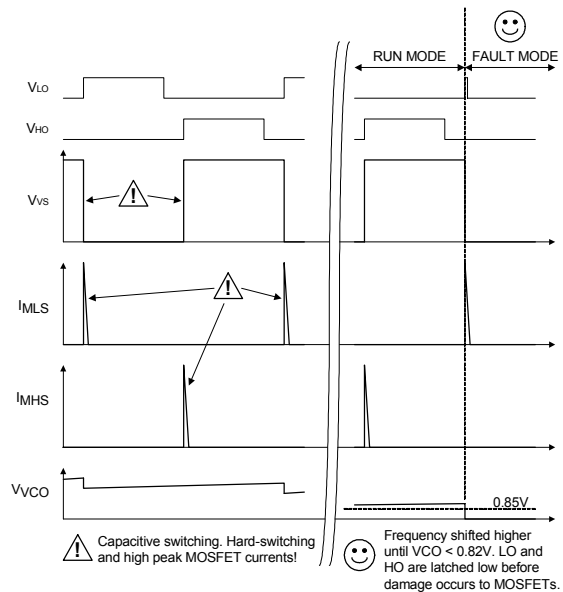 RUN MODE
FAULT MODE
VLO
VHO
VVS
!
IMLS
!
IMHS
VVCO
0.85V
!
Capacitive switching. Hard-switching
and high peak MOSFET currents!
Frequency shifted higher
until VCO < 0.82V. LO and
HO are latched low before
damage occurs to MOSFETs.